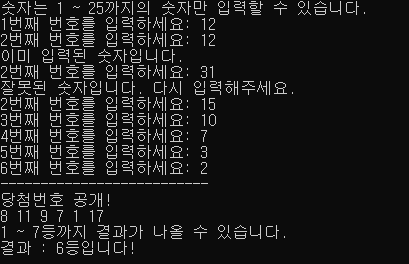 숫자는 1 ~ 25까지의 숫자만 입력할 수 있습니다.
1번째 번호를 입력하세요: 12
2번째 번호를 입력하세요: 12
이미 입력된 숫자입니다.
2번째 번호를 입력하세요: 31
잘못된 숫자입니다. 다시 입력해주세요.
2번째 번호를 입력하세요: 15
3번째 번호를 입력하세요: 10
4번째 번호를 입력하세요: 7
5번째 번호를 입력하세요: 3
6번째 번호를 입력하세요: 2
--------------------------
당첨번호 공개!
8 11 9 7 1 17
1 ~ 7등까지 결과가 나올 수 있습니다.
결과 : 6등입니다!